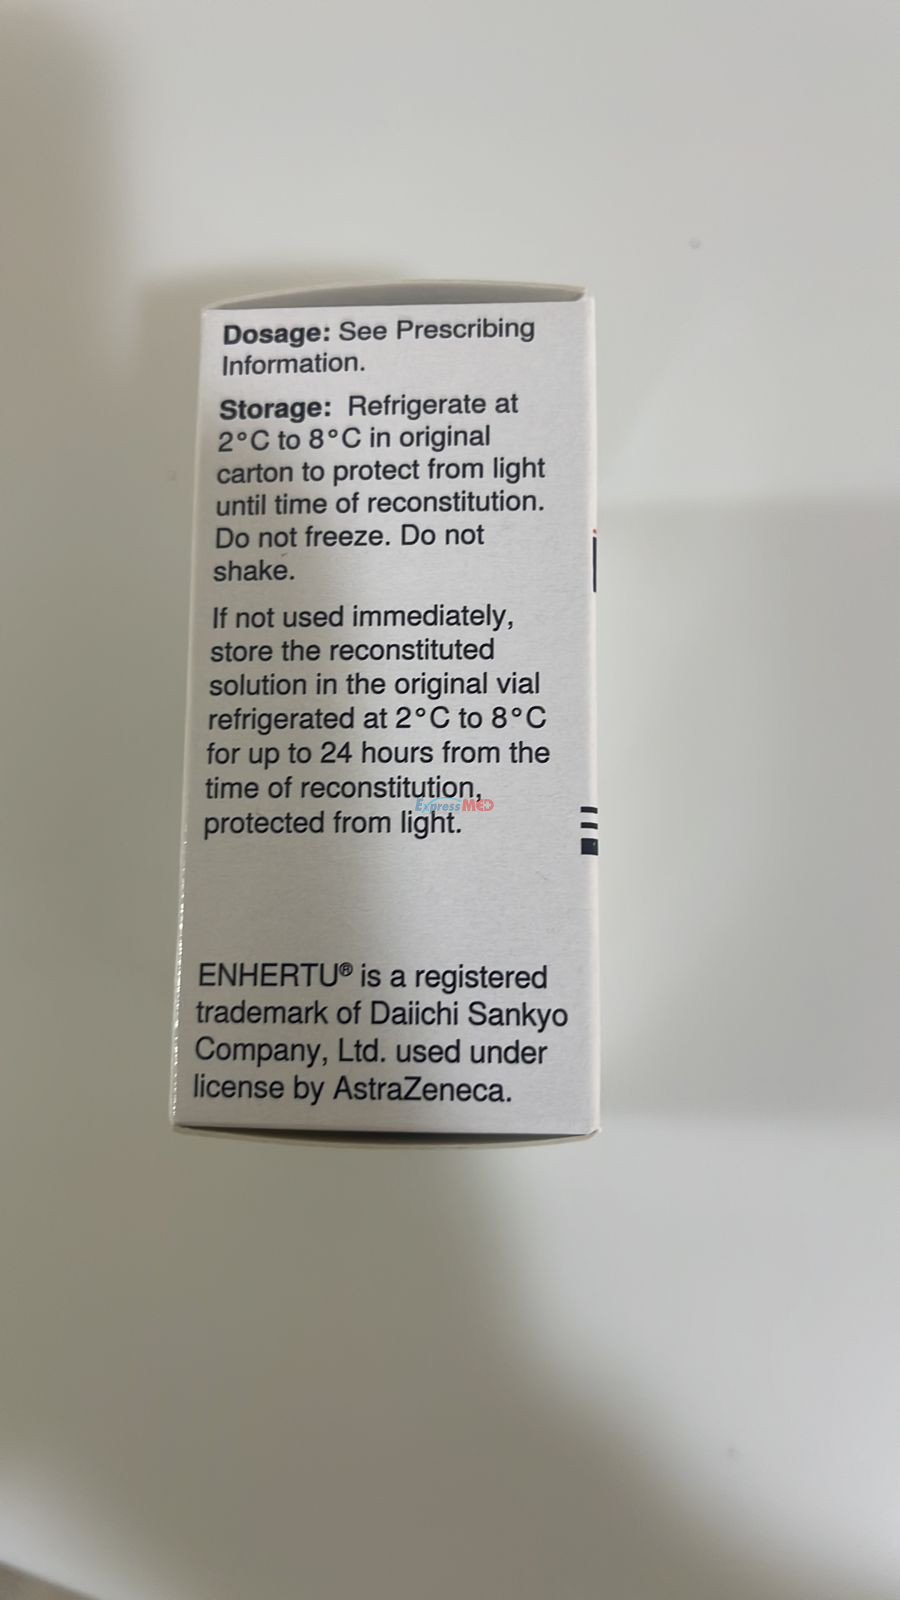 Dosage: See Prescribing
Information.
Storage: Refrigerate at
2°C to 8°C in original
carton to protect from light
until time of reconstitution.
Do not freeze. Do not
shake.
If not used immediately,
store the reconstituted
solution in the original vial
refrigerated at 2°C to 8°C
for up to 24 hours from the
time of reconstitution,
ExpressMED
protected from light.
ENHERTU® is a registered
trademark of Daiichi Sankyo
Company, Ltd. used under
license by AstraZeneca.